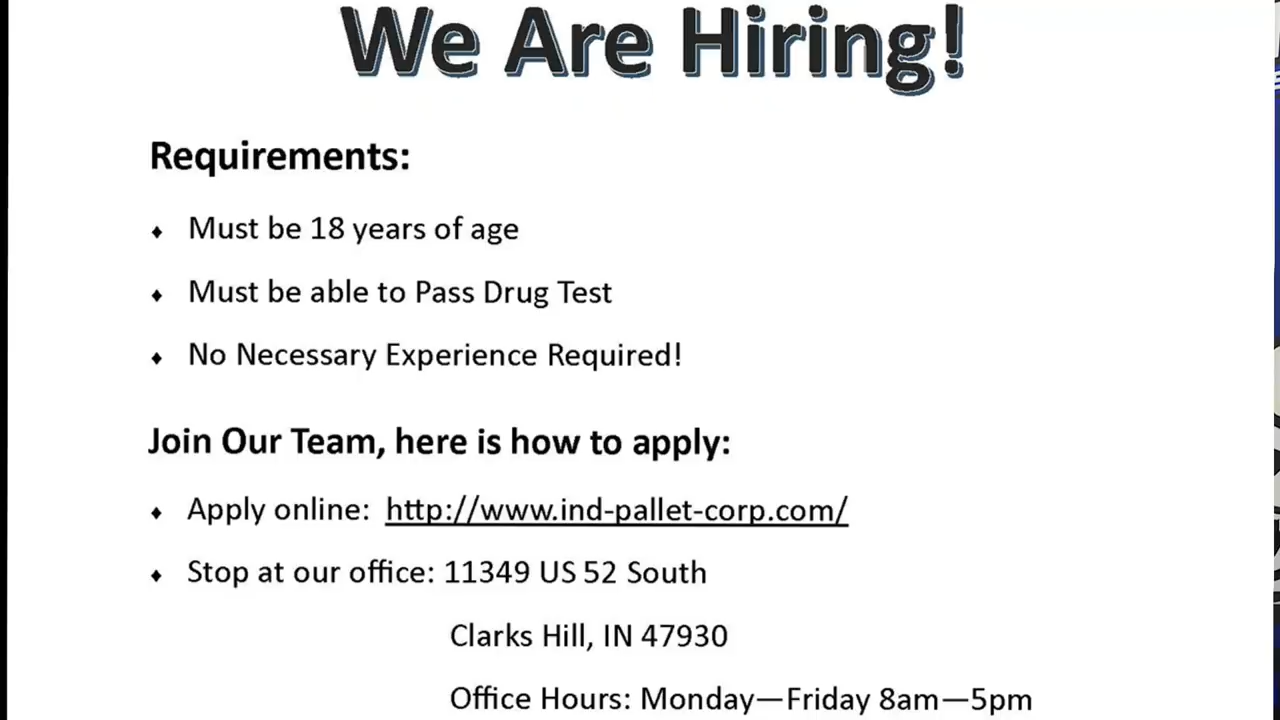 We Are Hiring!
Requirements:
♦ Must be 18 years of age
♦ Must be able to Pass Drug Test
♦ No Necessary Experience Required!
Join Our Team, here is how to apply:
♦ Apply online: http://www.ind-pallet-corp.com/
♦ Stop at our office: 11349 US 52 South
Clarks Hill, IN 47930
Office Hours: Monday—Friday 8am—5pm